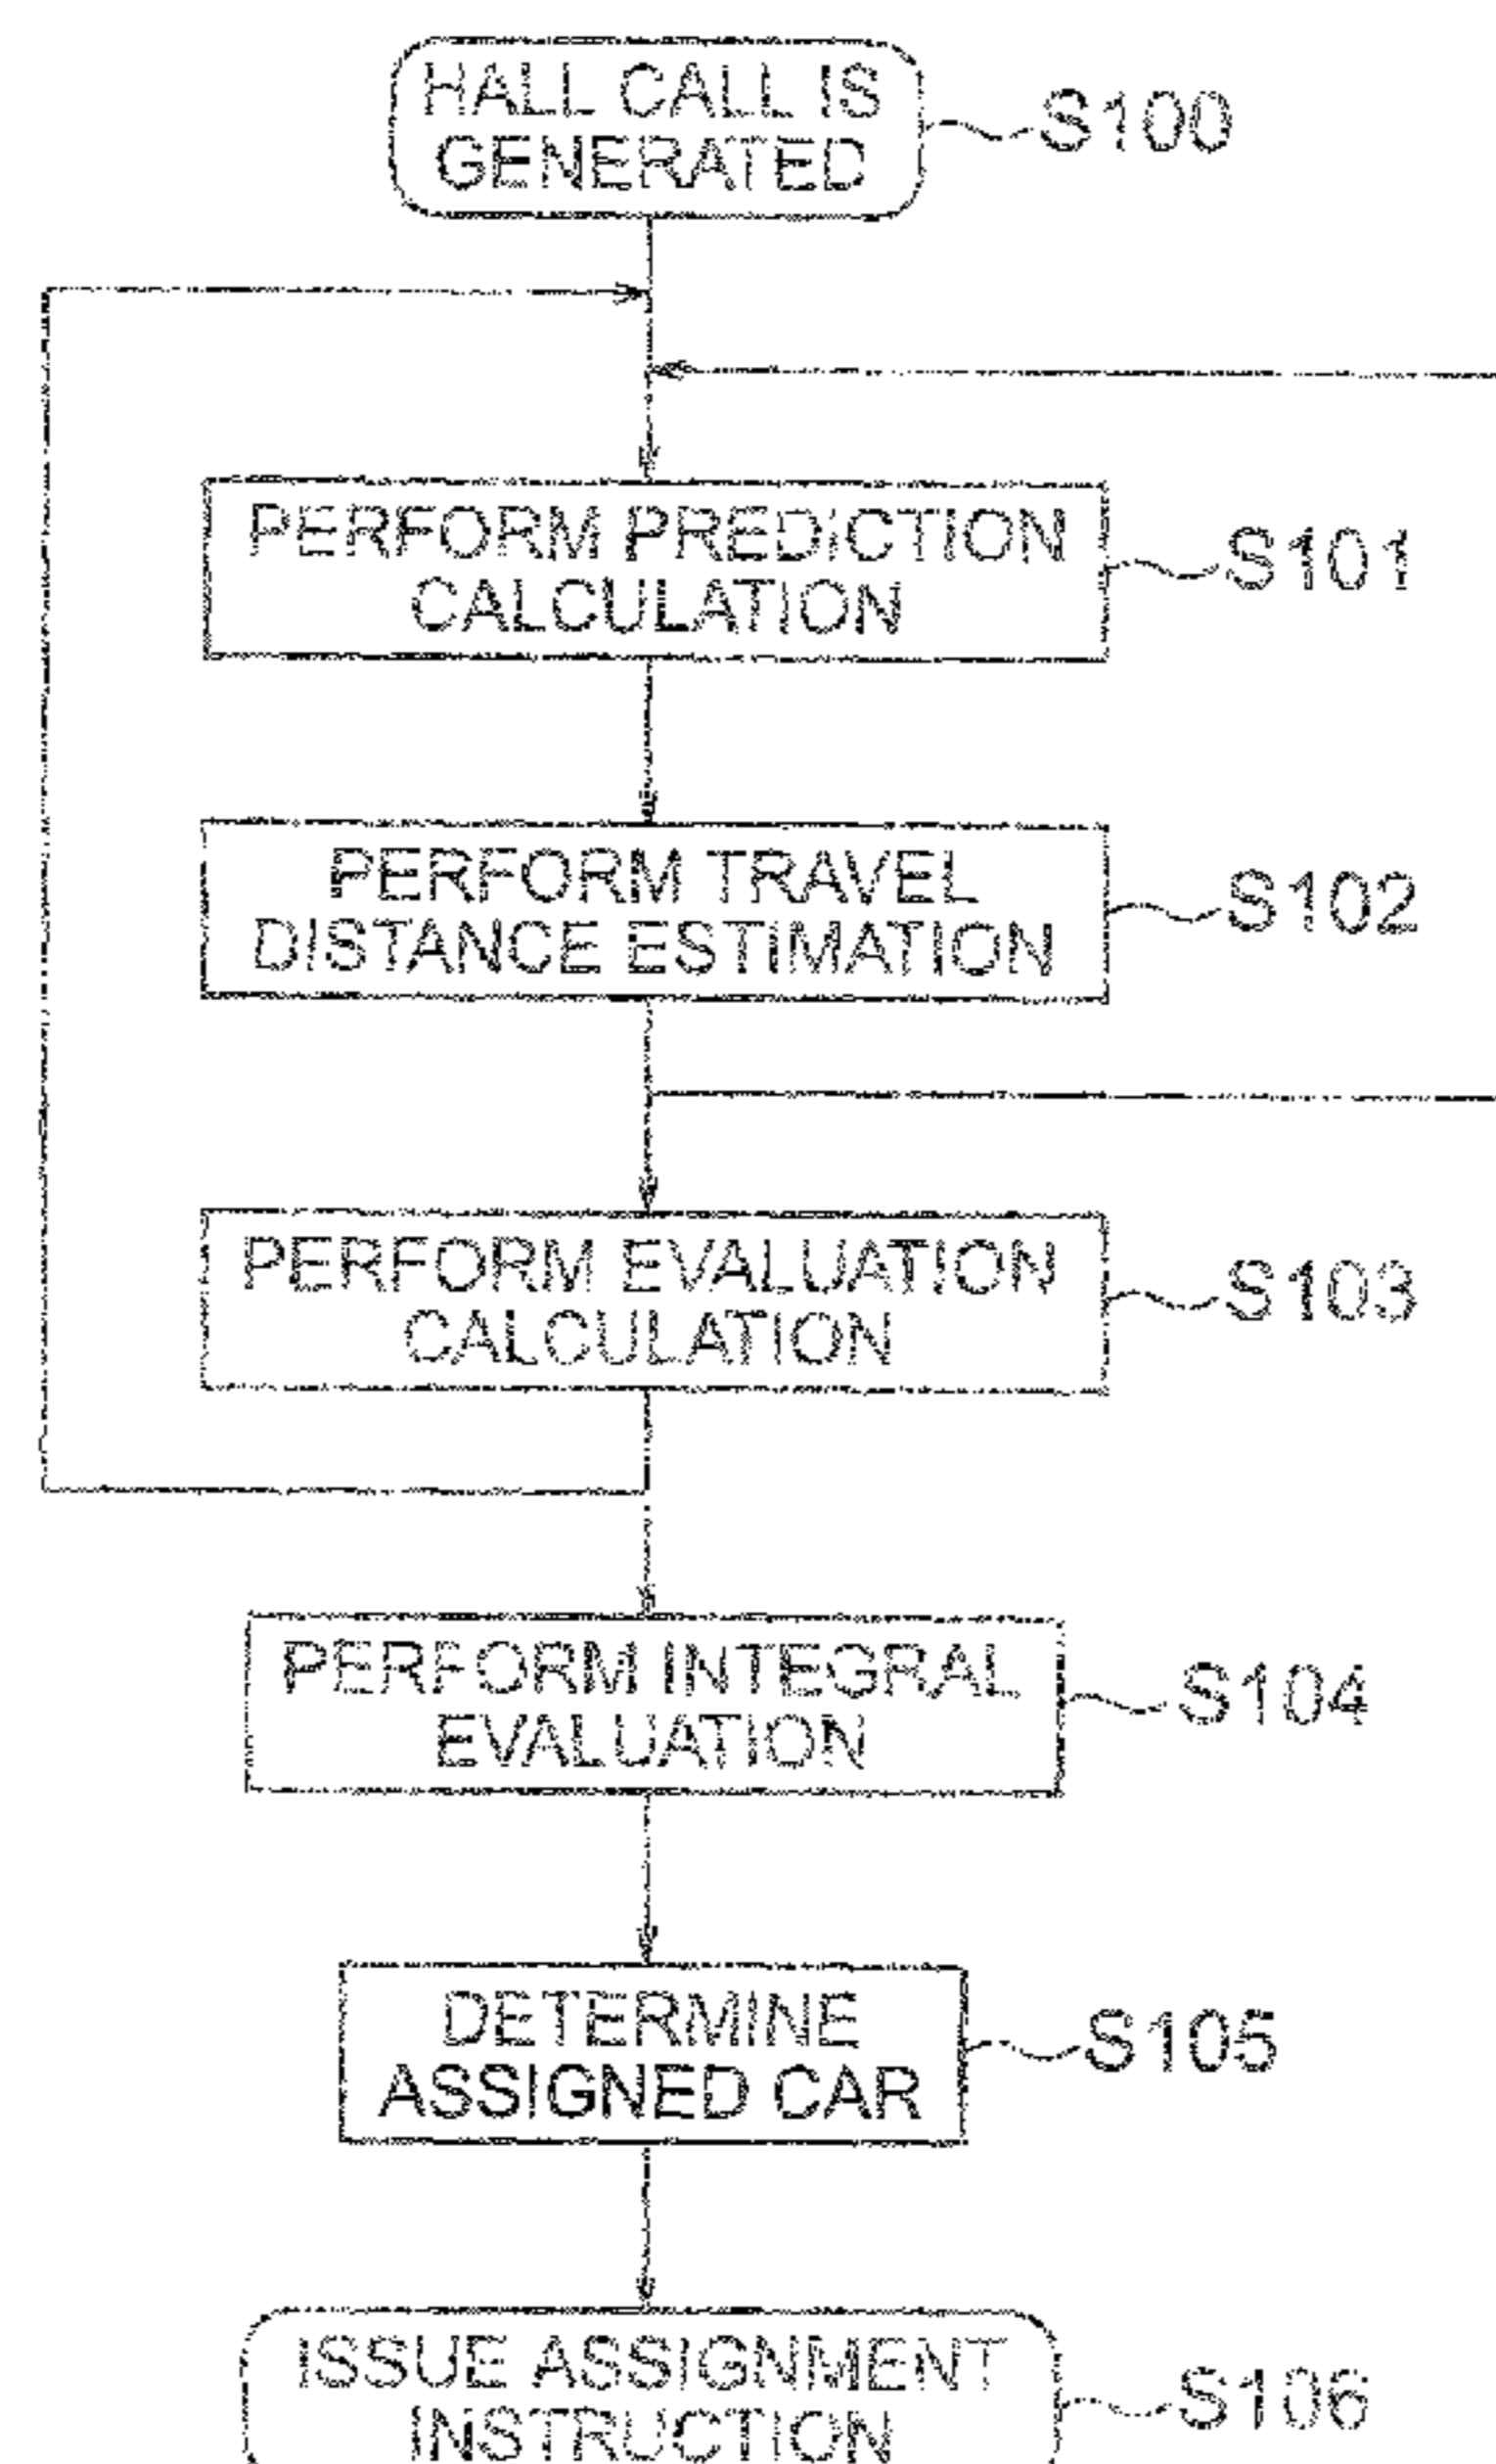 HALL CALL IS
GENERATED
S100
PERFORM PREDICTION
CALCULATION
S101
PERFORM TRAVEL
DISTANCE ESTIMATION
S102
PERFORM EVALUATION
CALCULATION
S103
PERFORM INTEGRAL
EVALUATION
S104
DETERMINE
ASSIGNED CAR
S105
ISSUE ASSIGNMENT
INSTRUCTION
S106